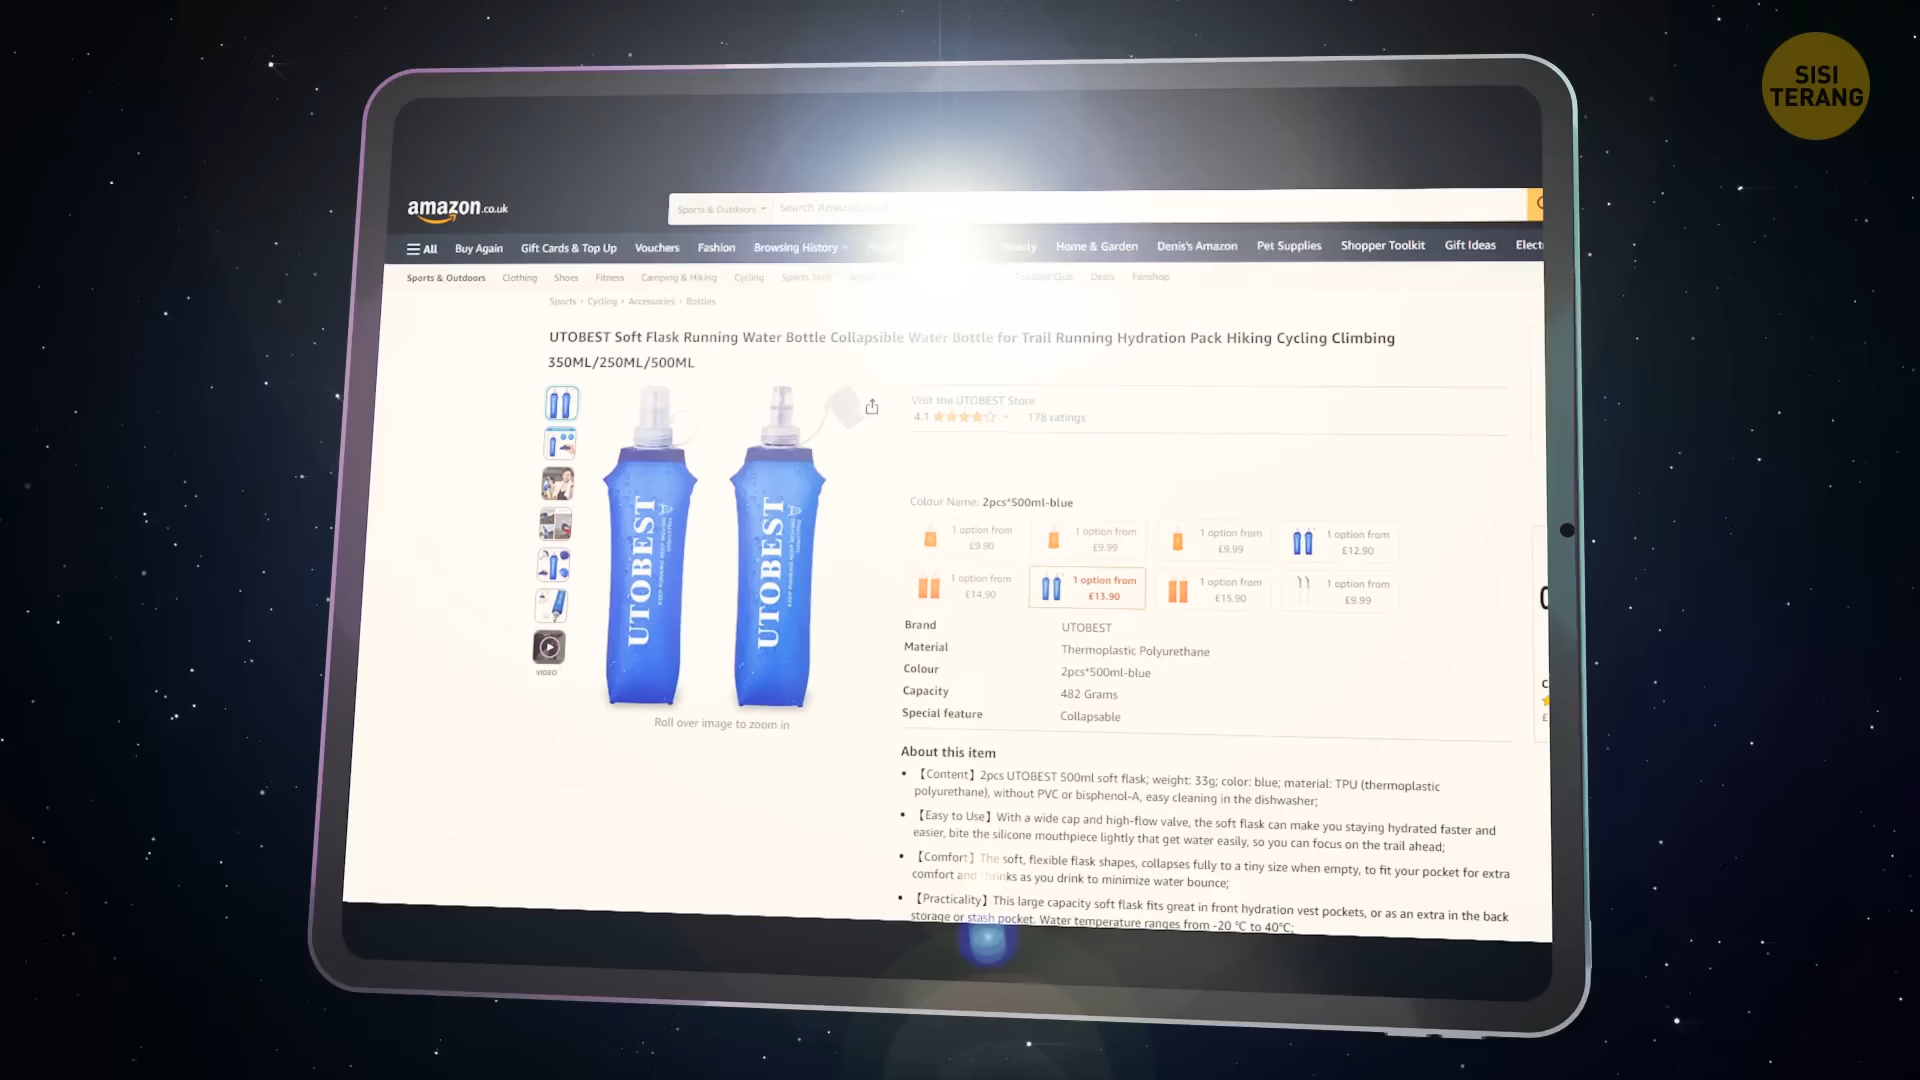 SISI
TERANG
amazon.co.uk
Sports & Outdoors
All
Buy Again
Gift Cards & Top Up
Vouchers
Fashion
Browsing History
Beauty
Home & Garden
Denis's Amazon
Pet Supplies
Shopper Toolkit
Gift Ideas
Sports & Outdoors
Clothing
Shoes
Fitness
Camping & Hiking
Cycling
Sports Tech
Football Club
Deals
Fanshop
Sports › Cycling › Accessories › Bottles
UTOBEST Soft Flask Running Water Bottle Collapsible Water Bottle for Trail Running Hydration Pack Hiking Cycling Climbing
350ML/250ML/500ML
UTOBEST
UTOBEST
VIDEO
Roll over image to zoom in
Visit the UTOBEST Store
4.1
178 ratings
Colour Name: 2pcs*500ml-blue
1 option from
£9.90
1 option from
£9.99
1 option from
£9.99
1 option from
£12.90
1 option from
£14.90
1 option from
£13.90
1 option from
£15.90
1 option from
£9.99
Brand UTOBEST
Material Thermoplastic Polyurethane
Colour 2pcs*500ml-blue
Capacity 482 Grams
Special feature Collapsable
About this item
• 【Content】2pcs UTOBEST 500ml soft flask; weight: 33g; color: blue; material: TPU (thermoplastic
polyurethane), without PVC or bisphenol-A, easy cleaning in the dishwasher;
• 【Easy to Use】With a wide cap and high-flow valve, the soft flask can make you staying hydrated faster and
easier, bite the silicone mouthpiece lightly that get water easily, so you can focus on the trail ahead;
• 【Comfort】The soft, flexible flask shapes, collapses fully to a tiny size when empty, to fit your pocket for extra
comfort and shrinks as you drink to minimize water bounce;
• 【Practicality】This large capacity soft flask fits great in front hydration vest pockets, or as an extra in the back
storage or stash pocket. Water temperature ranges from -20 °C to 40°C;